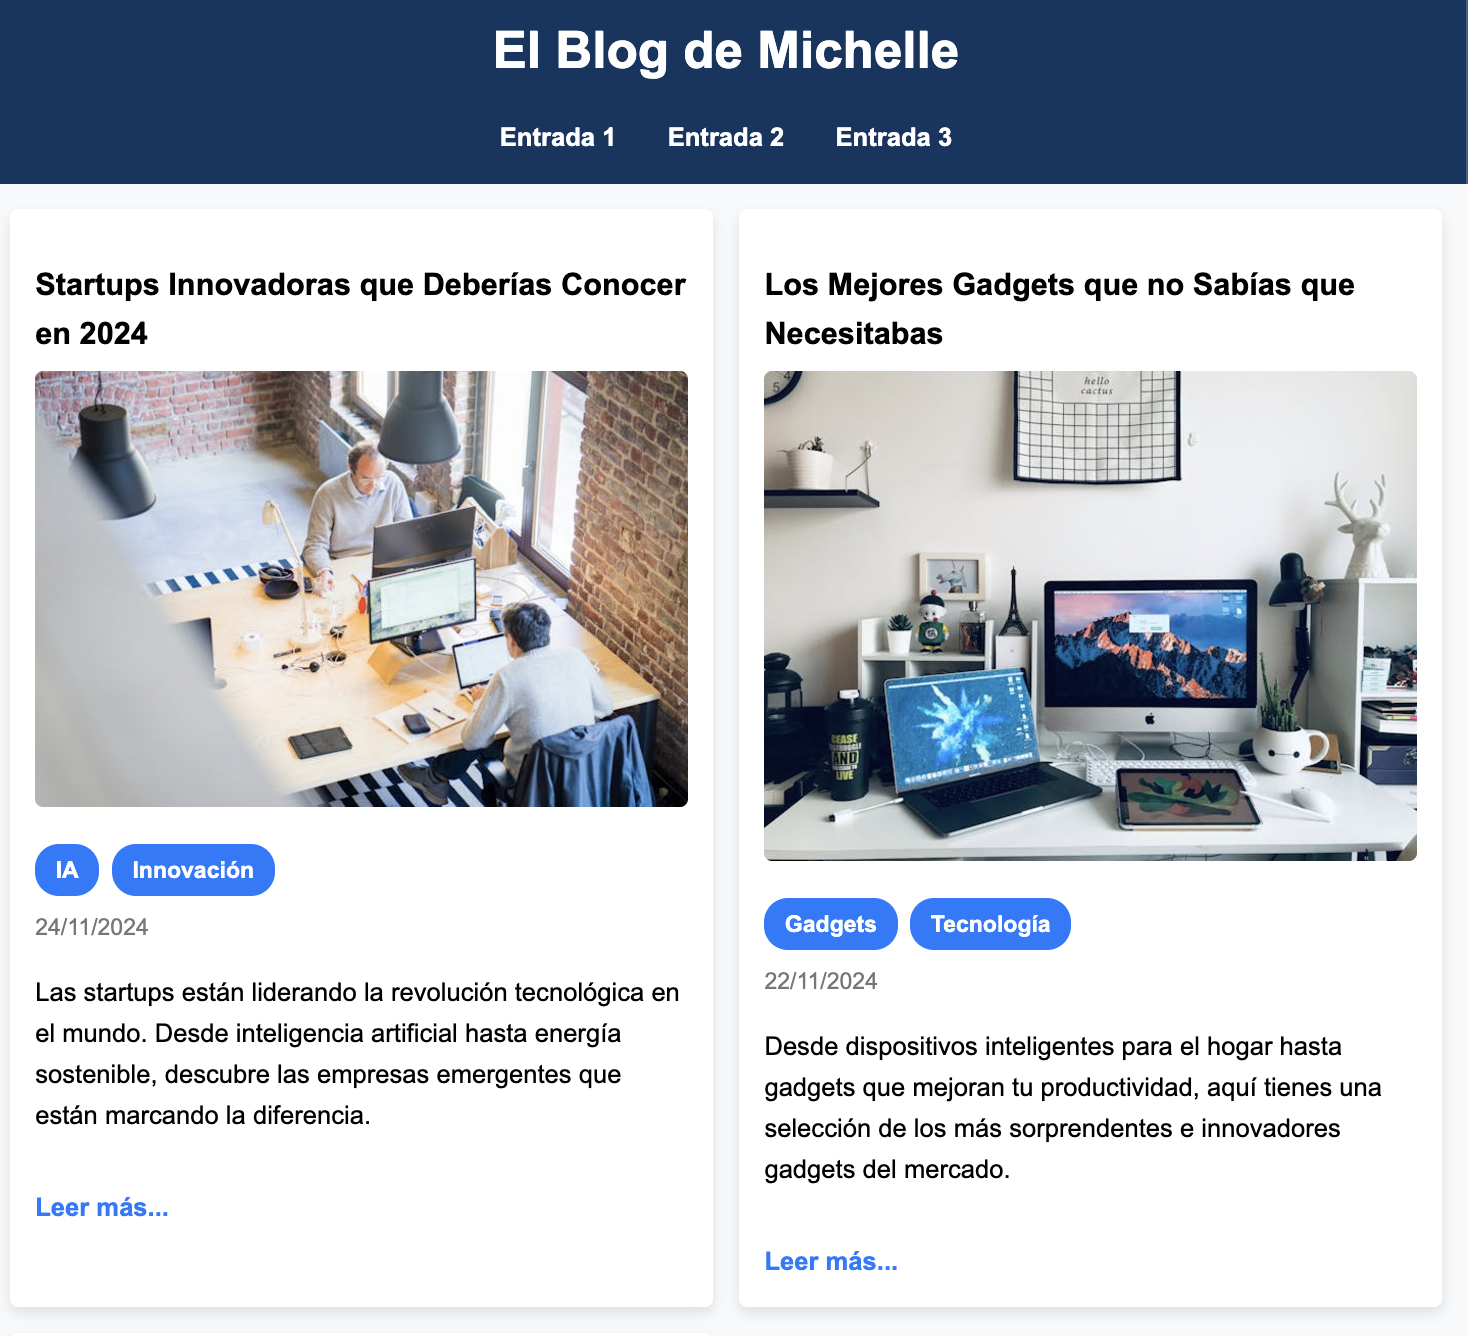 El Blog de Michelle
Entrada 1 Entrada 2 Entrada 3
Startups Innovadoras que Deberías Conocer
en 2024
IA Innovación
24/11/2024
Las startups están liderando la revolución tecnológica en
el mundo. Desde inteligencia artificial hasta energía
sostenible, descubre las empresas emergentes que
están marcando la diferencia.
Leer más...
Los Mejores Gadgets que no Sabías que
Necesitabas
hello
cactus
5 4
CEASE
AND
LIVE
Gadgets Tecnología
22/11/2024
Desde dispositivos inteligentes para el hogar hasta
gadgets que mejoran tu productividad, aquí tienes una
selección de los más sorprendentes e innovadores
gadgets del mercado.
Leer más...